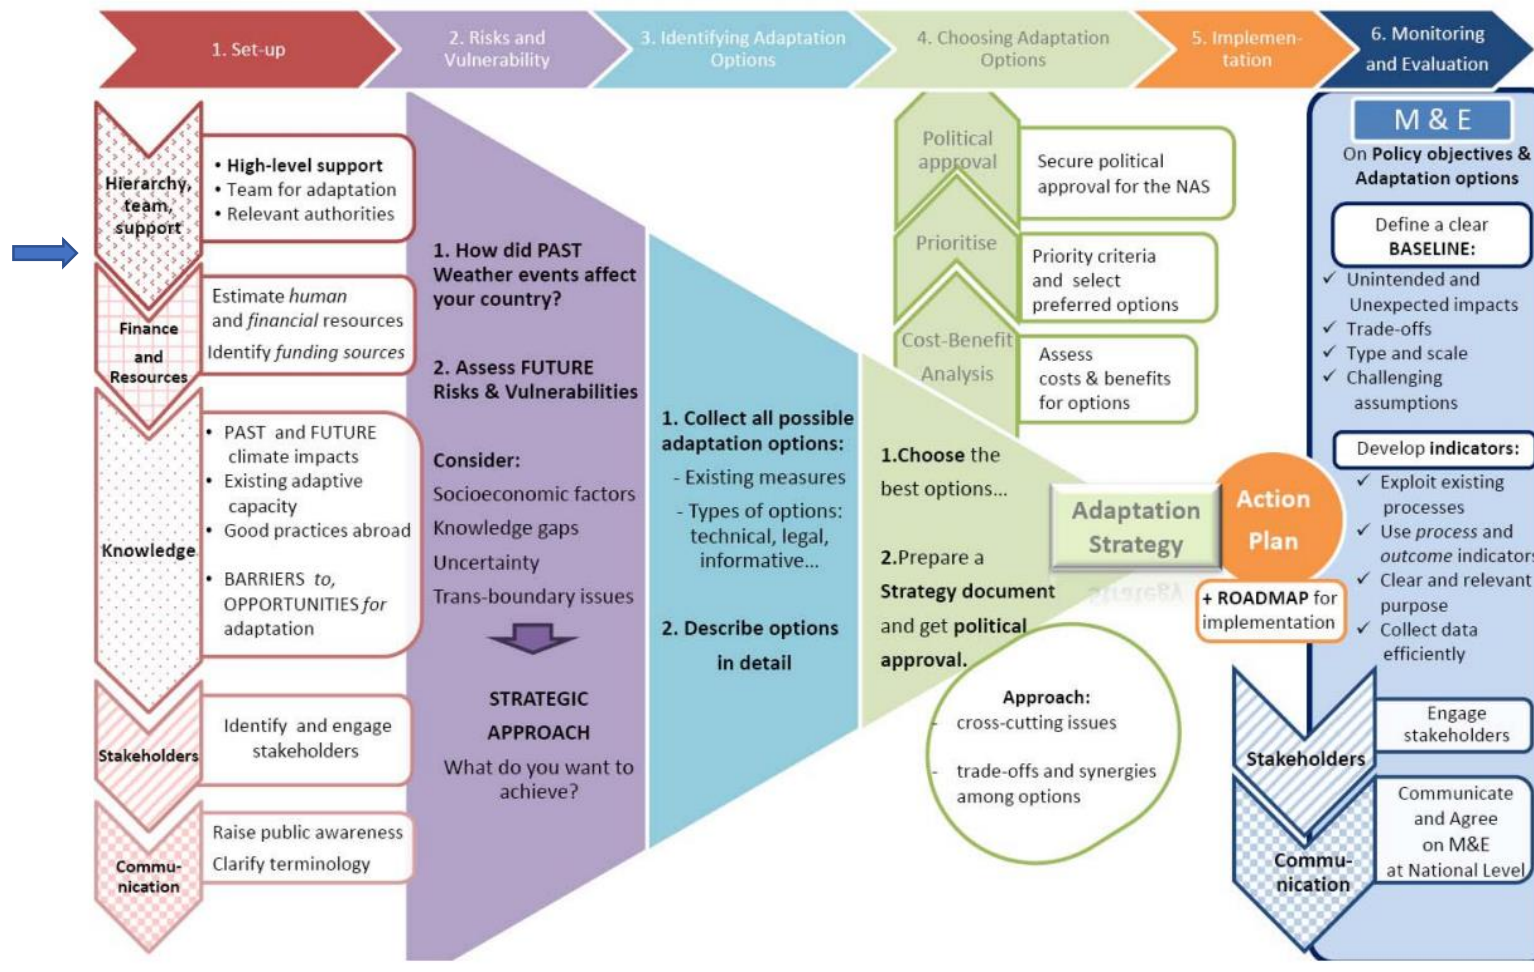 1. Set-up
2. Risks and
Vulnerability
3. Identifying Adaptation
Options
4. Choosing Adaptation
Options
5. Implemen-
tation
6. Monitoring
and Evaluation
Hierarchy,
team,
support
• High-level support
• Team for adaptation
• Relevant authorities
Finance
and
Resources
Estimate human
and financial resources
Identify funding sources
Knowledge
• PAST and FUTURE
climate impacts
• Existing adaptive
capacity
• Good practices abroad
• BARRIERS to,
OPPORTUNITIES for
adaptation
Stakeholders
Identify and engage
stakeholders
Commu-
nication
Raise public awareness
Clarify terminology
1. How did PAST
Weather events affect
your country?
2. Assess FUTURE
Risks & Vulnerabilities
Consider:
Socioeconomic factors
Knowledge gaps
Uncertainty
Trans-boundary issues
STRATEGIC
APPROACH
What do you want to
achieve?
1. Collect all possible
adaptation options:
- Existing measures
- Types of options:
technical, legal,
informative...
2. Describe options
in detail
Political
approval
Secure political
approval for the NAS
Prioritise
Priority criteria
and select
preferred options
Cost-Benefit
Analysis
Assess
costs & benefits
for options
1.Choose the
best options...
2.Prepare a
Strategy document
and get political
approval.
Approach:
- cross-cutting issues
- trade-offs and synergies
among options
Adaptation
Strategy
Action
Plan
+ ROADMAP for
implementation
M & E
On Policy objectives &
Adaptation options
Define a clear
BASELINE:
✓ Unintended and
Unexpected impacts
✓ Trade-offs
✓ Type and scale
✓ Challenging
assumptions
Develop indicators:
✓ Exploit existing
processes
✓ Use process and
outcome indicators
✓ Clear and relevant
purpose
✓ Collect data
efficiently
Stakeholders
Engage
stakeholders
Commu-
nication
Communicate
and Agree
on M&E
at National Level